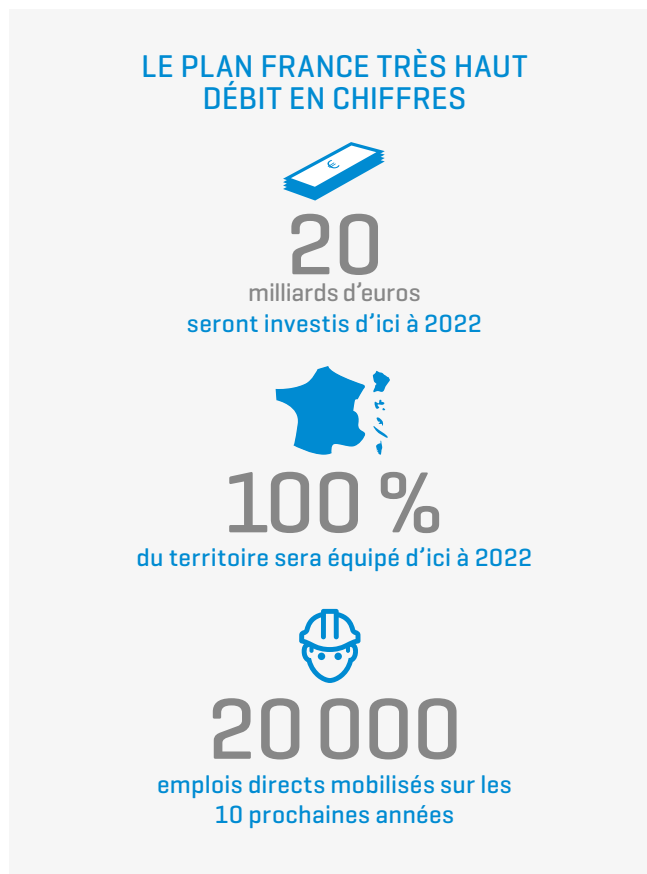 LE PLAN FRANCE TRÈS HAUT
DÉBIT EN CHIFFRES
€
20
milliards d’euros
seront investis d’ici à 2022
100 %
du territoire sera équipé d’ici à 2022
20 000
emplois directs mobilisés sur les
10 prochaines années